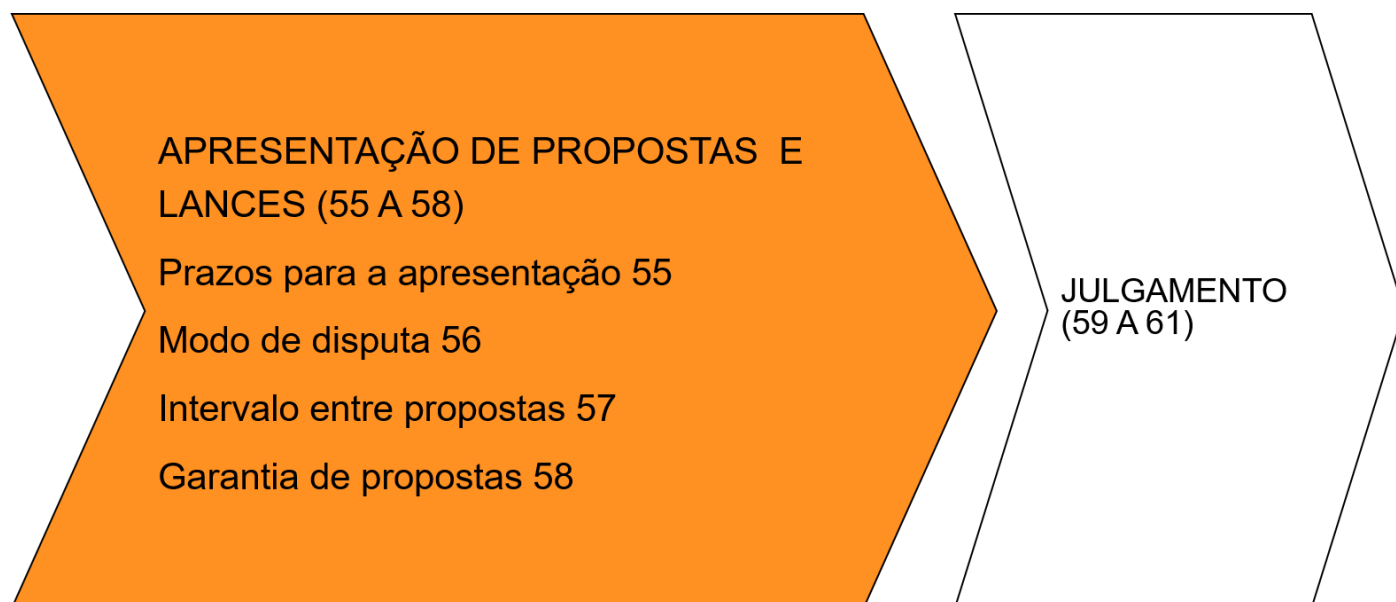 APRESENTAÇÃO DE PROPOSTAS  E
LANCES (55 A 58)
Prazos para a apresentação 55
Modo de disputa 56
Intervalo entre propostas 57
Garantia de propostas 58
JULGAMENTO
(59 A 61)